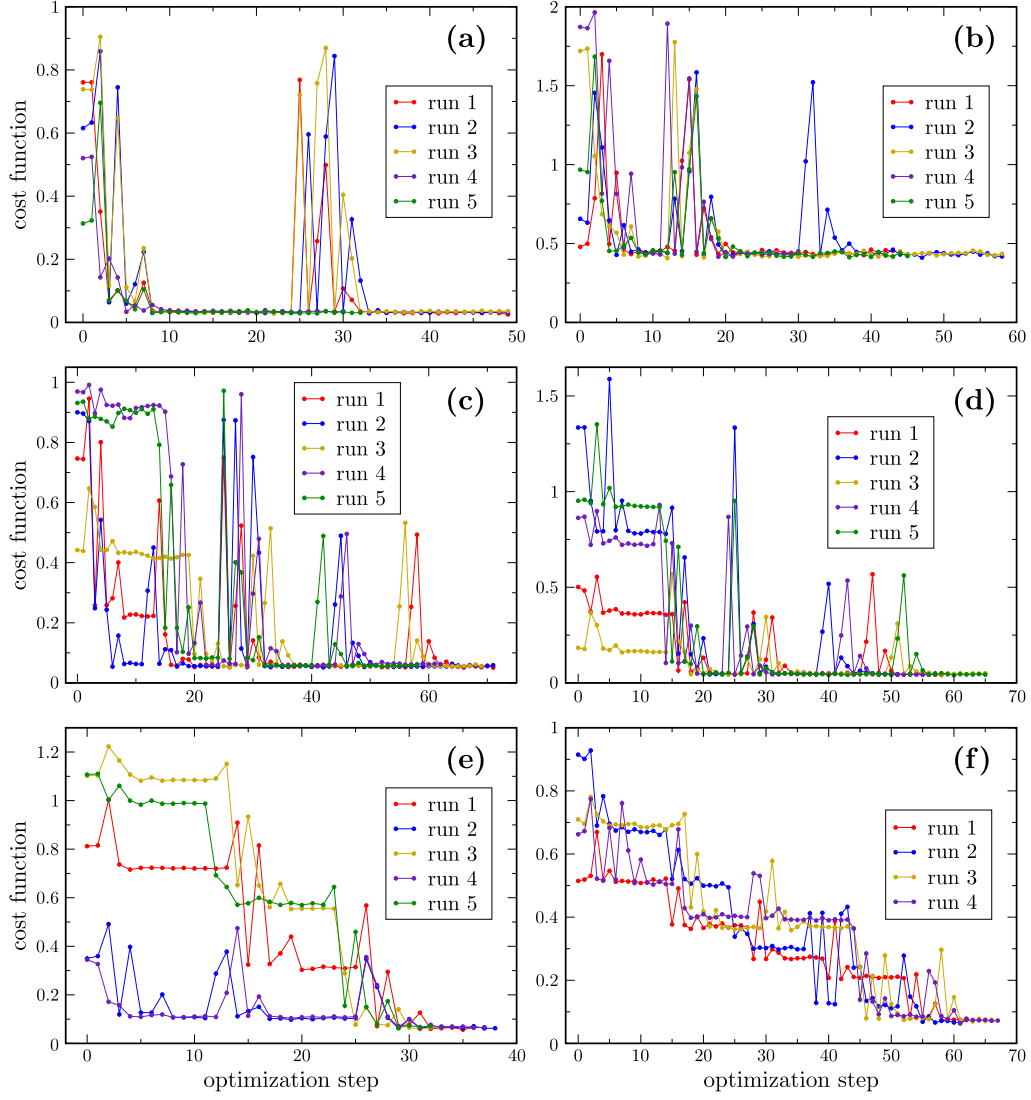 (a)
cost function
1
0.8
0.6
0.4
0.2
0
0 10 20 30 40 50
run 1
run 2
run 3
run 4
run 5
(b)
2
1.5
1
0.5
0
0 10 20 30 40 50 60
run 1
run 2
run 3
run 4
run 5
(c)
cost function
1
0.8
0.6
0.4
0.2
0
0 20 40 60
run 1
run 2
run 3
run 4
run 5
(d)
1.5
1
0.5
0
0 10 20 30 40 50 60 70
run 1
run 2
run 3
run 4
run 5
(e)
cost function
1.2
1
0.8
0.6
0.4
0.2
0
0 10 20 30 40
optimization step
run 1
run 2
run 3
run 4
run 5
(f)
1
0.8
0.6
0.4
0.2
0
0 10 20 30 40 50 60 70
optimization step
run 1
run 2
run 3
run 4